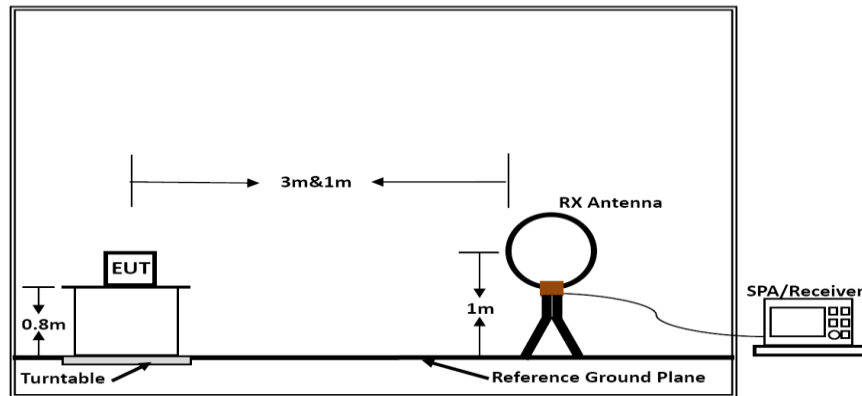 3m&1m
RX Antenna
EUT
SPA/Receiver
0.8m
1m
Turntable
Reference Ground Plane